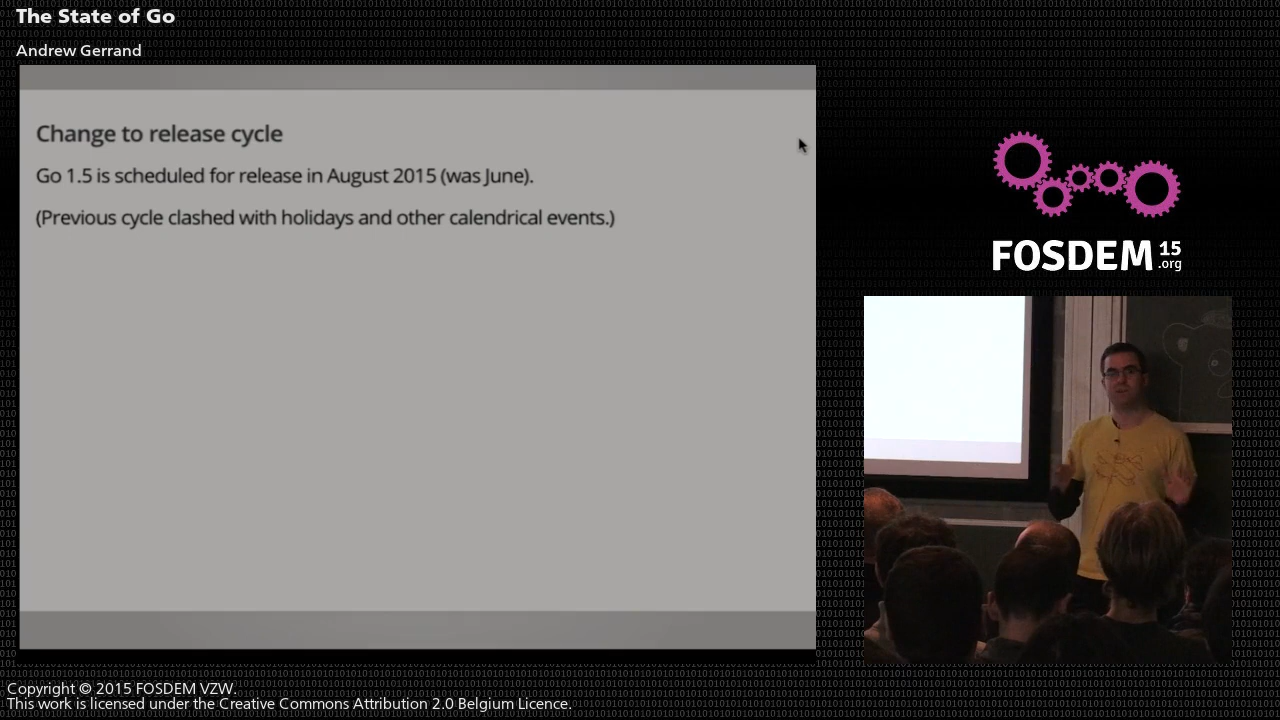 The State of Go
Andrew Gerrand
Change to release cycle
Go 1.5 is scheduled for release in August 2015 (was June).
(Previous cycle clashed with holidays and other calendrical events.)
FOSDEM 15
.org
Copyright © 2015 FOSDEM VZW.
This work is licensed under the Creative Commons Attribution 2.0 Belgium Licence.